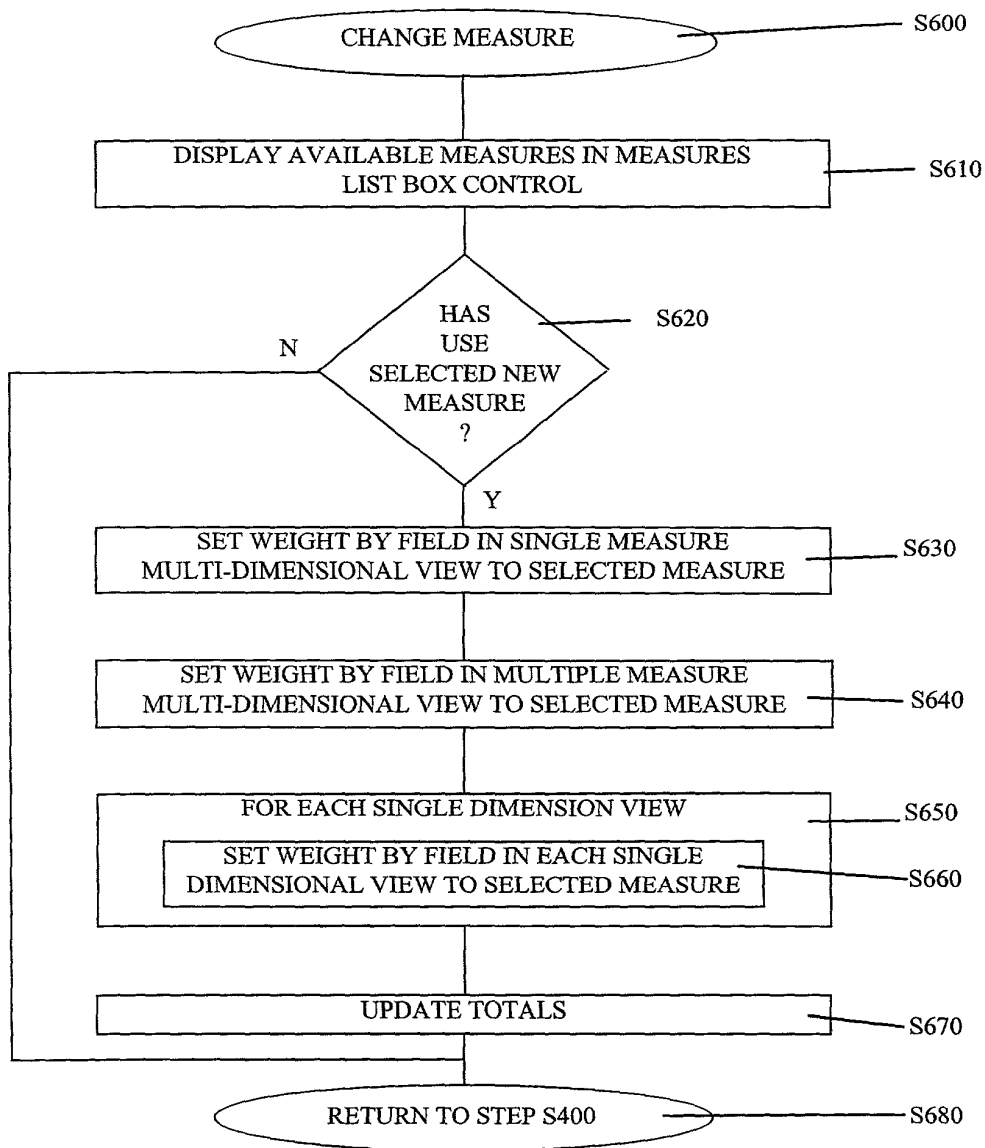 CHANGE MEASURE
S600
DISPLAY AVAILABLE MEASURES IN MEASURES
LIST BOX CONTROL
S610
HAS
USE
SELECTED NEW
MEASURE
?
S620
N
Y
SET WEIGHT BY FIELD IN SINGLE MEASURE
MULTI-DIMENSIONAL VIEW TO SELECTED MEASURE
S630
SET WEIGHT BY FIELD IN MULTIPLE MEASURE
MULTI-DIMENSIONAL VIEW TO SELECTED MEASURE
S640
FOR EACH SINGLE DIMENSION VIEW
S650
SET WEIGHT BY FIELD IN EACH SINGLE
DIMENSIONAL VIEW TO SELECTED MEASURE
S660
UPDATE TOTALS
S670
RETURN TO STEP S400
S680